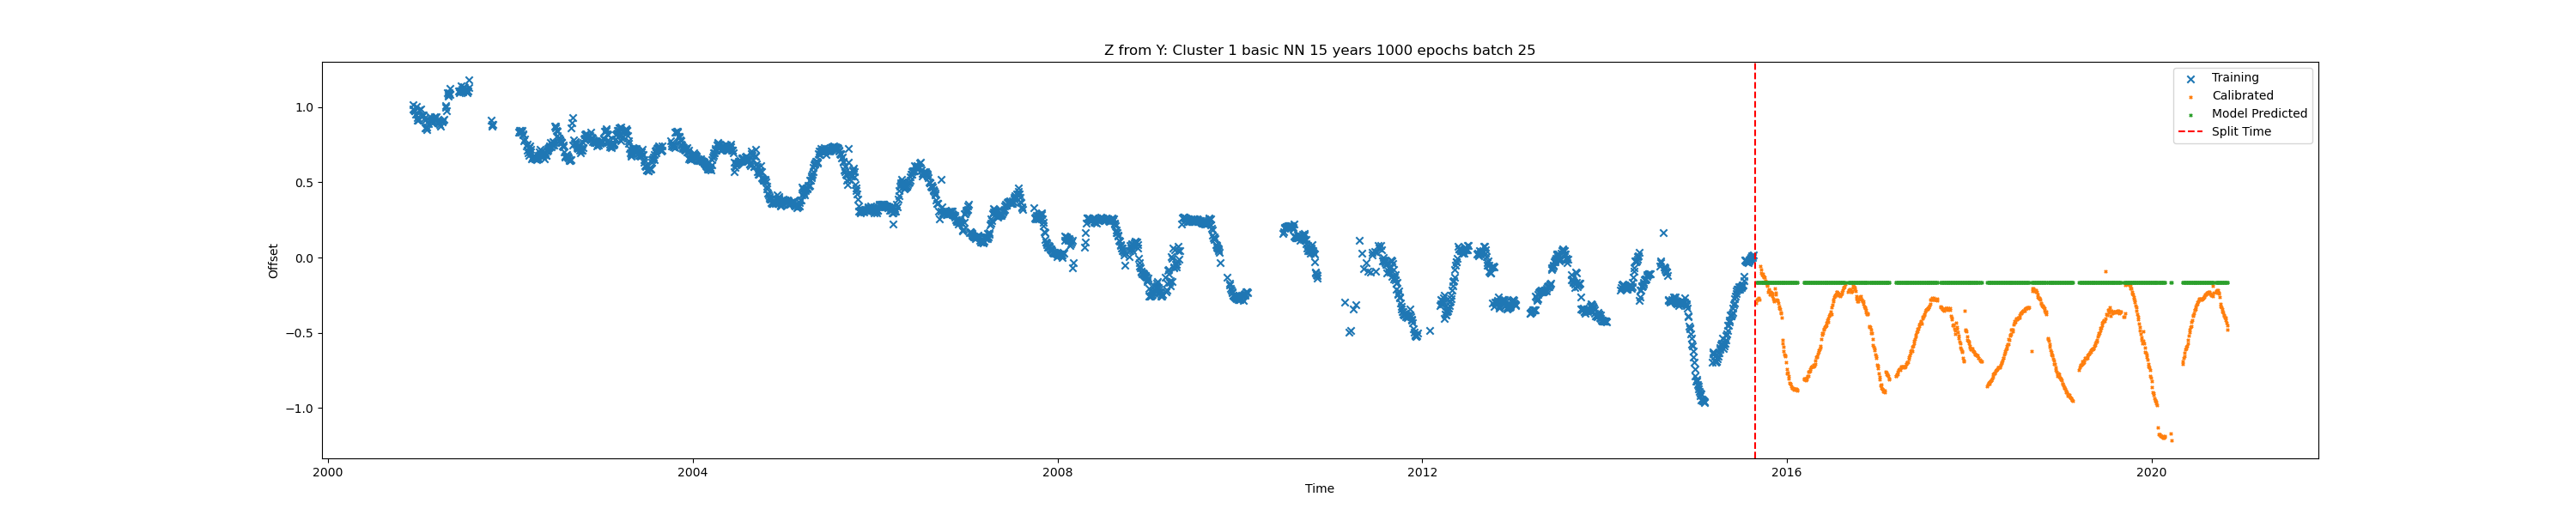 Z from Y: Cluster 1 basic NN 15 years 1000 epochs batch 25
Training
Calibrated
Model Predicted
Split Time
1.0
0.5
0.0
−0.5
−1.0
Offset
2000
2004
2008
2012
2016
2020
Time